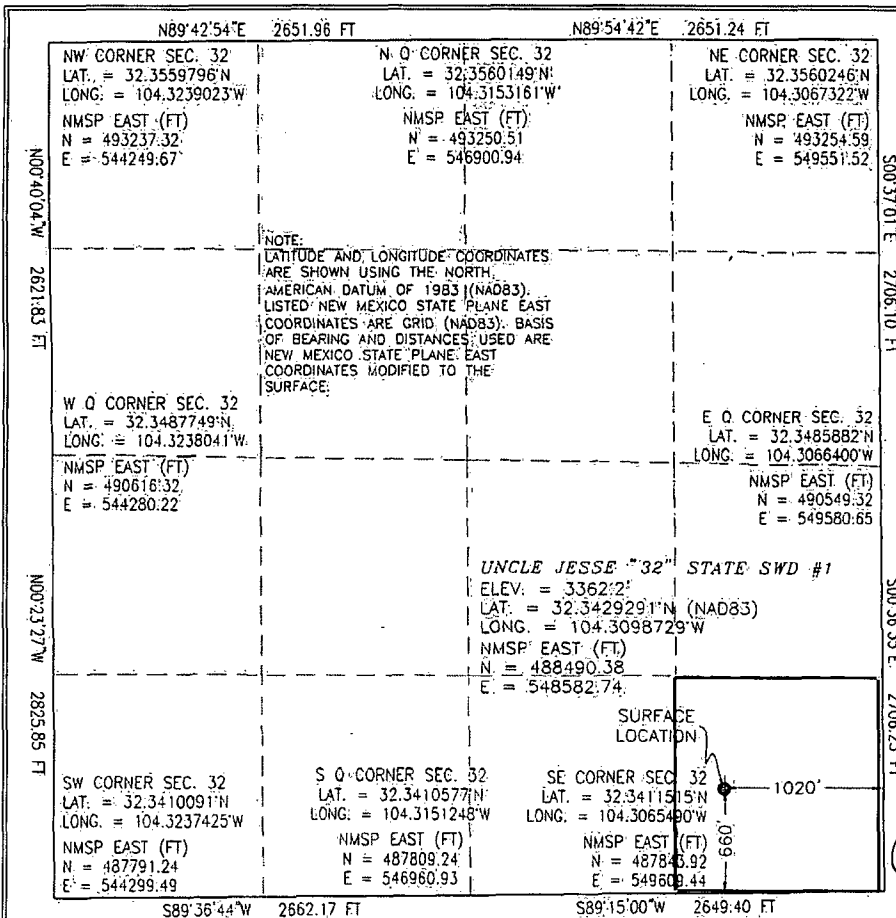 N89°42'54"E 2651.96 FT N89°54'42"E 2651.24 FT
NW CORNER SEC. 32
LAT. = 32.3559796°N
LONG. = 104.3239023°W
NMSP EAST (FT)
N = 493237.32
E = 544249.67
N Q CORNER SEC. 32
LAT. = 32.3560149°N
LONG. = 104.3153161°W
NMSP EAST (FT)
N = 493250.51
E = 546900.94
NE CORNER SEC. 32
LAT. = 32.3560246°N
LONG. = 104.3067322°W
NMSP EAST (FT)
N = 493254.59
E = 549551.52
N00°40'04"W 2621.83 FT
S00°37'01"E 2706.10 FT
NOTE:
LATITUDE AND LONGITUDE COORDINATES
ARE SHOWN USING THE NORTH
AMERICAN DATUM OF 1983 (NAD83).
LISTED NEW MEXICO STATE PLANE EAST
COORDINATES ARE GRID (NAD83). BASIS
OF BEARING AND DISTANCES USED ARE
NEW MEXICO STATE PLANE EAST
COORDINATES MODIFIED TO THE
SURFACE.
W Q CORNER SEC. 32
LAT. = 32.3487749°N
LONG. = 104.3238041°W
NMSP EAST (FT)
N = 490616.32
E = 544280.22
E Q CORNER SEC. 32
LAT. = 32.3485882°N
LONG. = 104.3066400°W
NMSP EAST (FT)
N = 490549.32
E = 549580.65
UNCLE JESSE "32" STATE SWD #1
ELEV. = 3362.2'
LAT. = 32.3429291°N (NAD83)
LONG. = 104.3098729°W
NMSP EAST (FT)
N = 488490.38
E = 548582.74
N00°23'27"W 2825.85 FT
S00°36'33"E 2706.23 FT
SURFACE
LOCATION
1020'
660'
SW CORNER SEC. 32
LAT. = 32.3410091°N
LONG. = 104.3237425°W
NMSP EAST (FT)
N = 487791.24
E = 544299.49
S Q CORNER SEC. 32
LAT. = 32.3410577°N
LONG. = 104.3151248°W
NMSP EAST (FT)
N = 487809.24
E = 546960.93
SE CORNER SEC. 32
LAT. = 32.3411515°N
LONG. = 104.3065490°W
NMSP EAST (FT)
N = 487843.92
E = 549609.44
S89°36'44"W 2662.17 FT S89°15'00"W 2649.40 FT